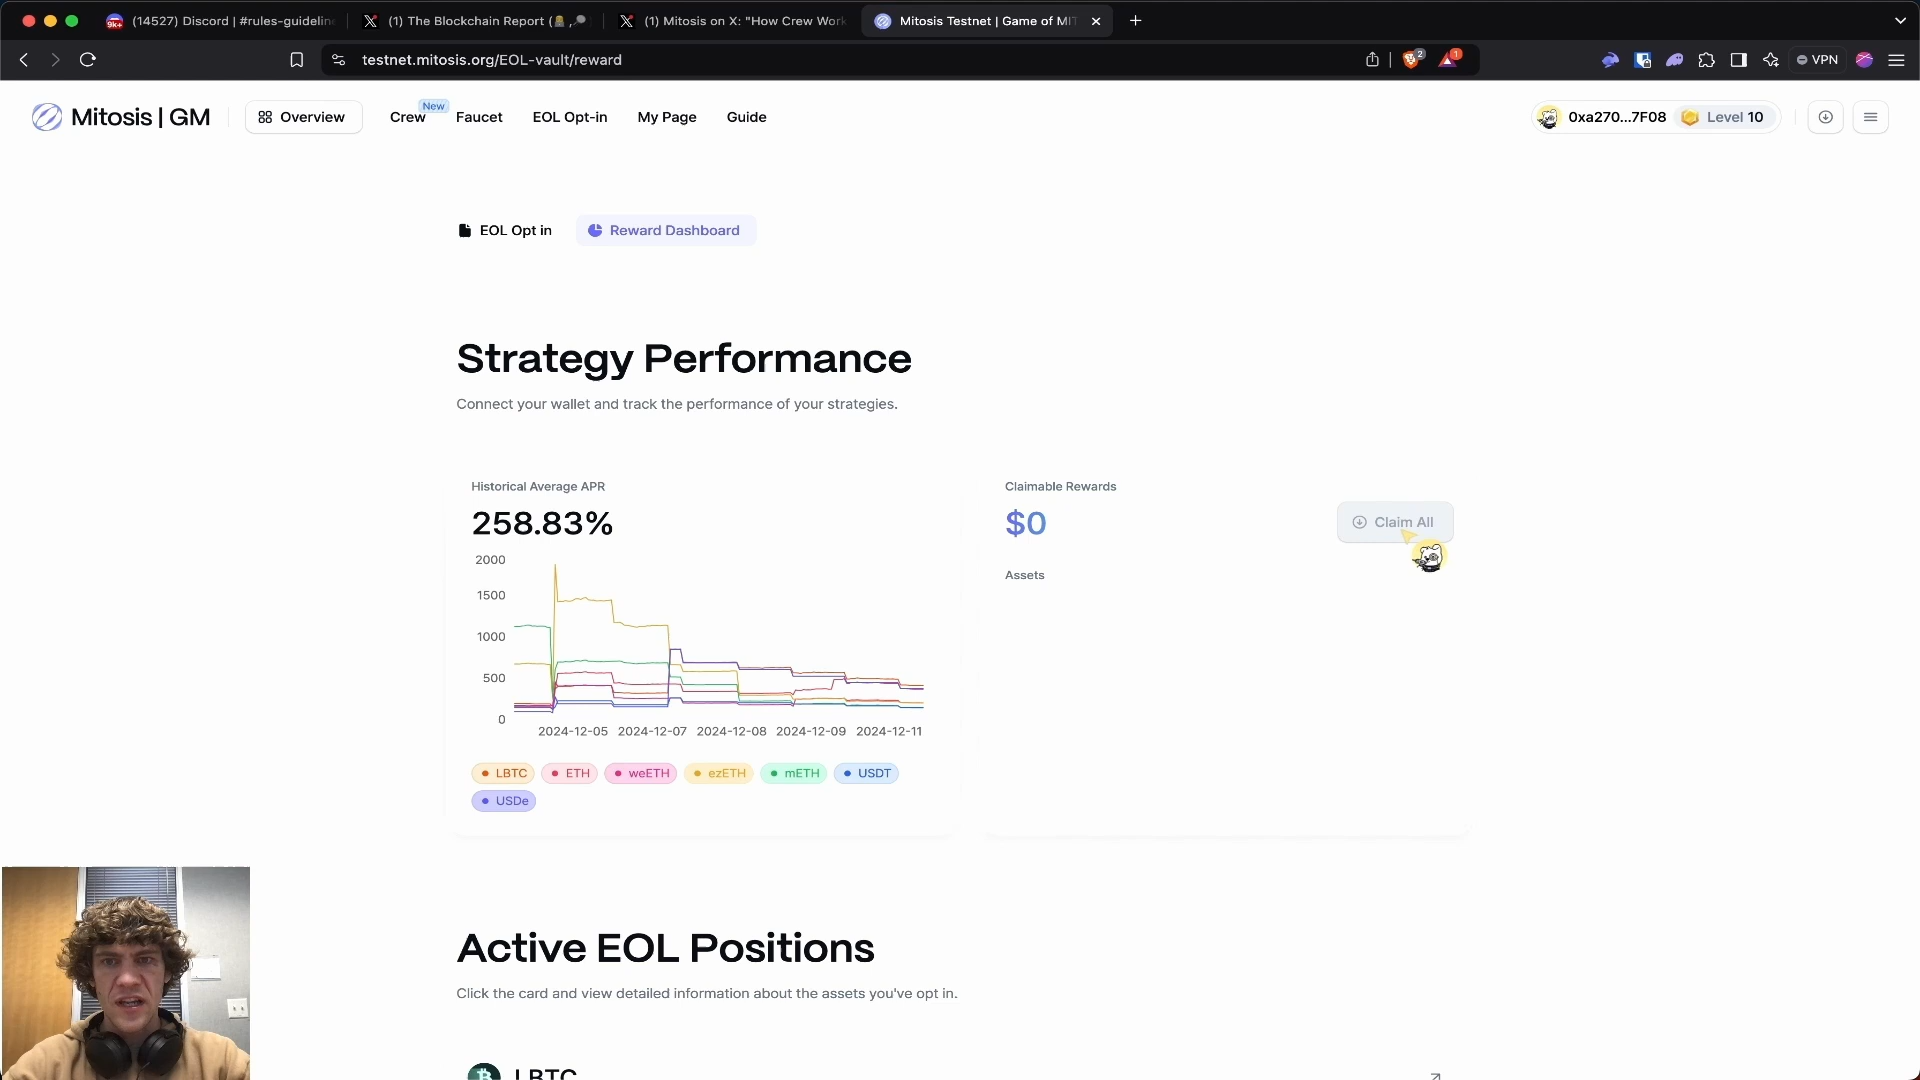 (14527) Discord | #rules-guideline
(1) The Blockchain Report (
(1) Mitosis on X: "How Crew Work
Mitosis Testnet | Game of MIT
testnet.mitosis.org/EOL-vault/reward
2
1
VPN
Mitosis | GM
Overview
Crew
New
Faucet
EOL Opt-in
My Page
Guide
0xa270...7F08
Level 10
EOL Opt in
Reward Dashboard
Strategy Performance
Connect your wallet and track the performance of your strategies.
Historical Average APR
258.83%
2000
1500
1000
500
0
2024-12-05 2024-12-07 2024-12-08 2024-12-09 2024-12-11
LBTC ETH weETH ezETH mETH USDT
USDe
Claimable Rewards
$0
Claim All
Assets
Active EOL Positions
Click the card and view detailed information about the assets you've opt in.
LBTC